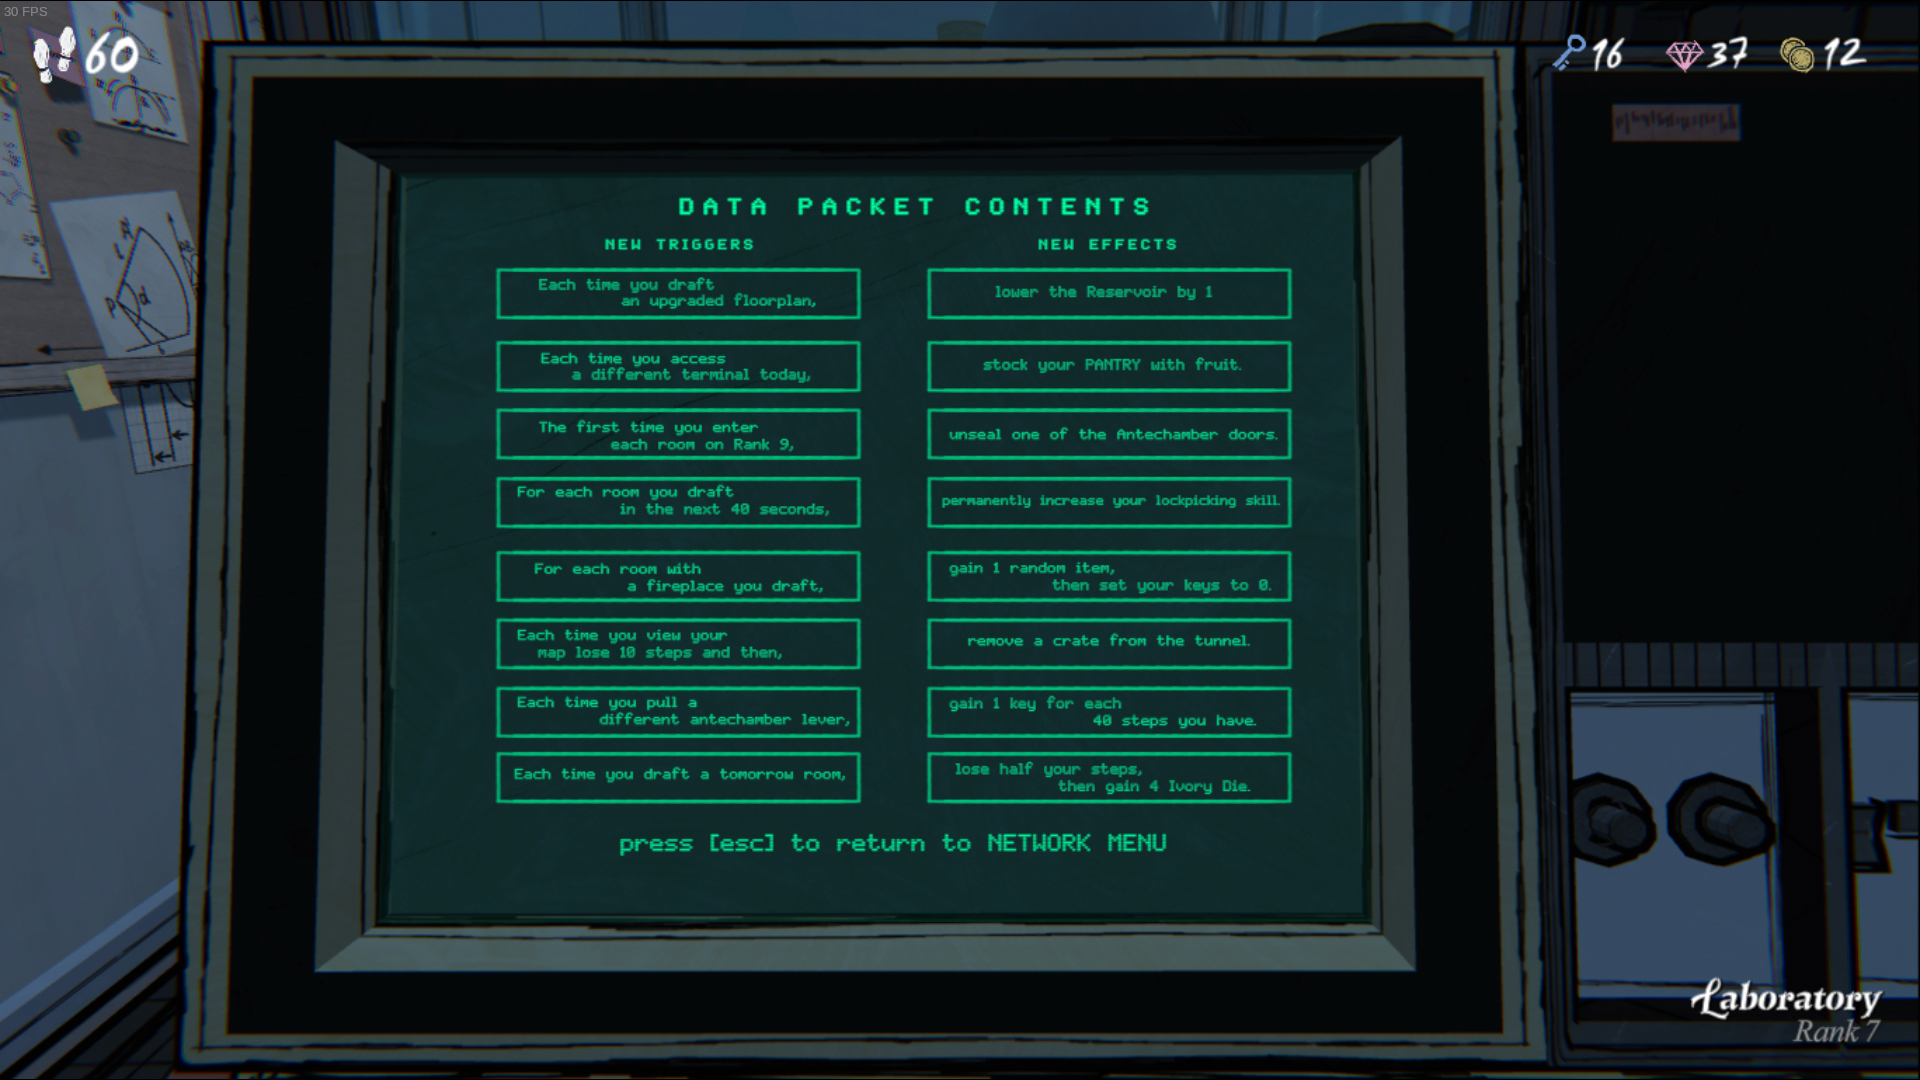 30 FPS
60
16
37
12
DATA PACKET CONTENTS
NEW TRIGGERS
NEW EFFECTS
Each time you draft
an upgraded floorplan,
lower the Reservoir by 1
Each time you access
a different terminal today,
stock your PANTRY with fruit.
The first time you enter
each room on Rank 9,
unseal one of the Antechamber doors.
For each room you draft
in the next 40 seconds,
permanently increase your lockpicking skill.
For each room with
a fireplace you draft,
gain 1 random item,
then set your keys to 0.
Each time you view your
map lose 10 steps and then,
remove a crate from the tunnel.
Each time you pull a
different antechamber lever,
gain 1 key for each
40 steps you have.
Each time you draft a tomorrow room,
lose half your steps,
then gain 4 Ivory Die.
press [esc] to return to NETWORK MENU
Laboratory
Rank 7